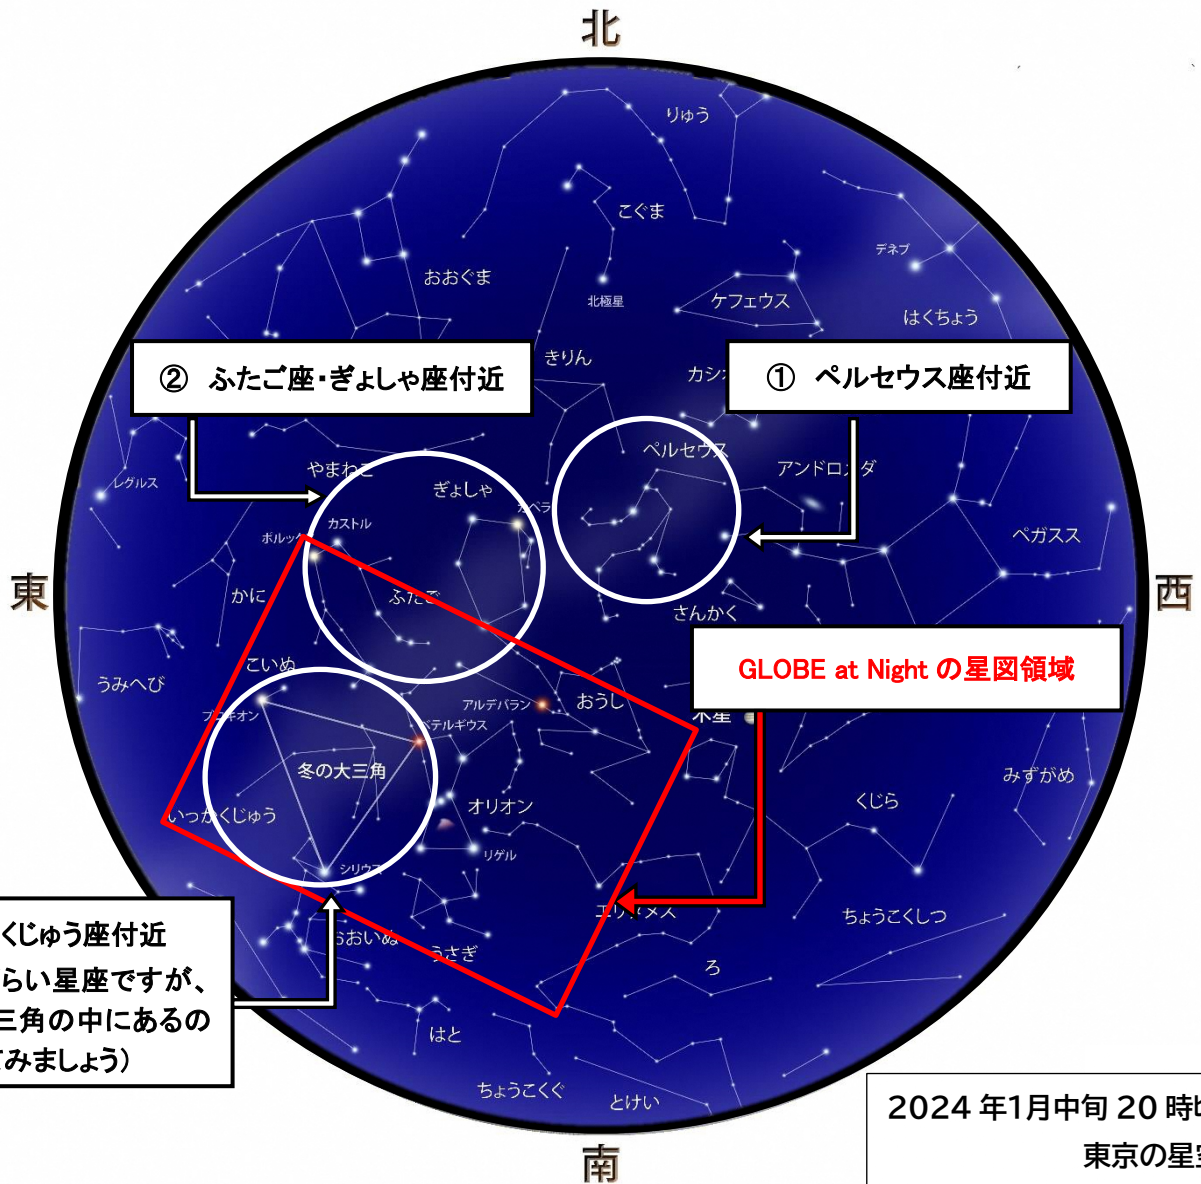 北
りゅう
こぐま
デネブ
おおぐま
北極星
ケフェウス
はくちょう
きりん
② ふたご座・ぎょしゃ座付近
カシ
① ペルセウス座付近
ペルセウス
やまねこ
アンドロメダ
レグルス
ぎょしゃ
カペラ
カストル
ポルック
ペガスス
東
かに
ふたご
西
さんかく
こいぬ
GLOBE at Night の星図領域
うみへび
アルデバラン
おうし
プロキオン
ベテルギウス
木星
冬の大三角
みずがめ
くじら
いっかくじゅう
オリオン
リゲル
シリウス
エリダヌス
ちょうこくしつ
くじゅう座付近
おおいぬ
うさぎ
らい星座ですが、
ろ
三角の中にあるの
てみましょう)
はと
ちょうこくぐ
とけい
2024 年1月中旬 20 時
東京の星空
南